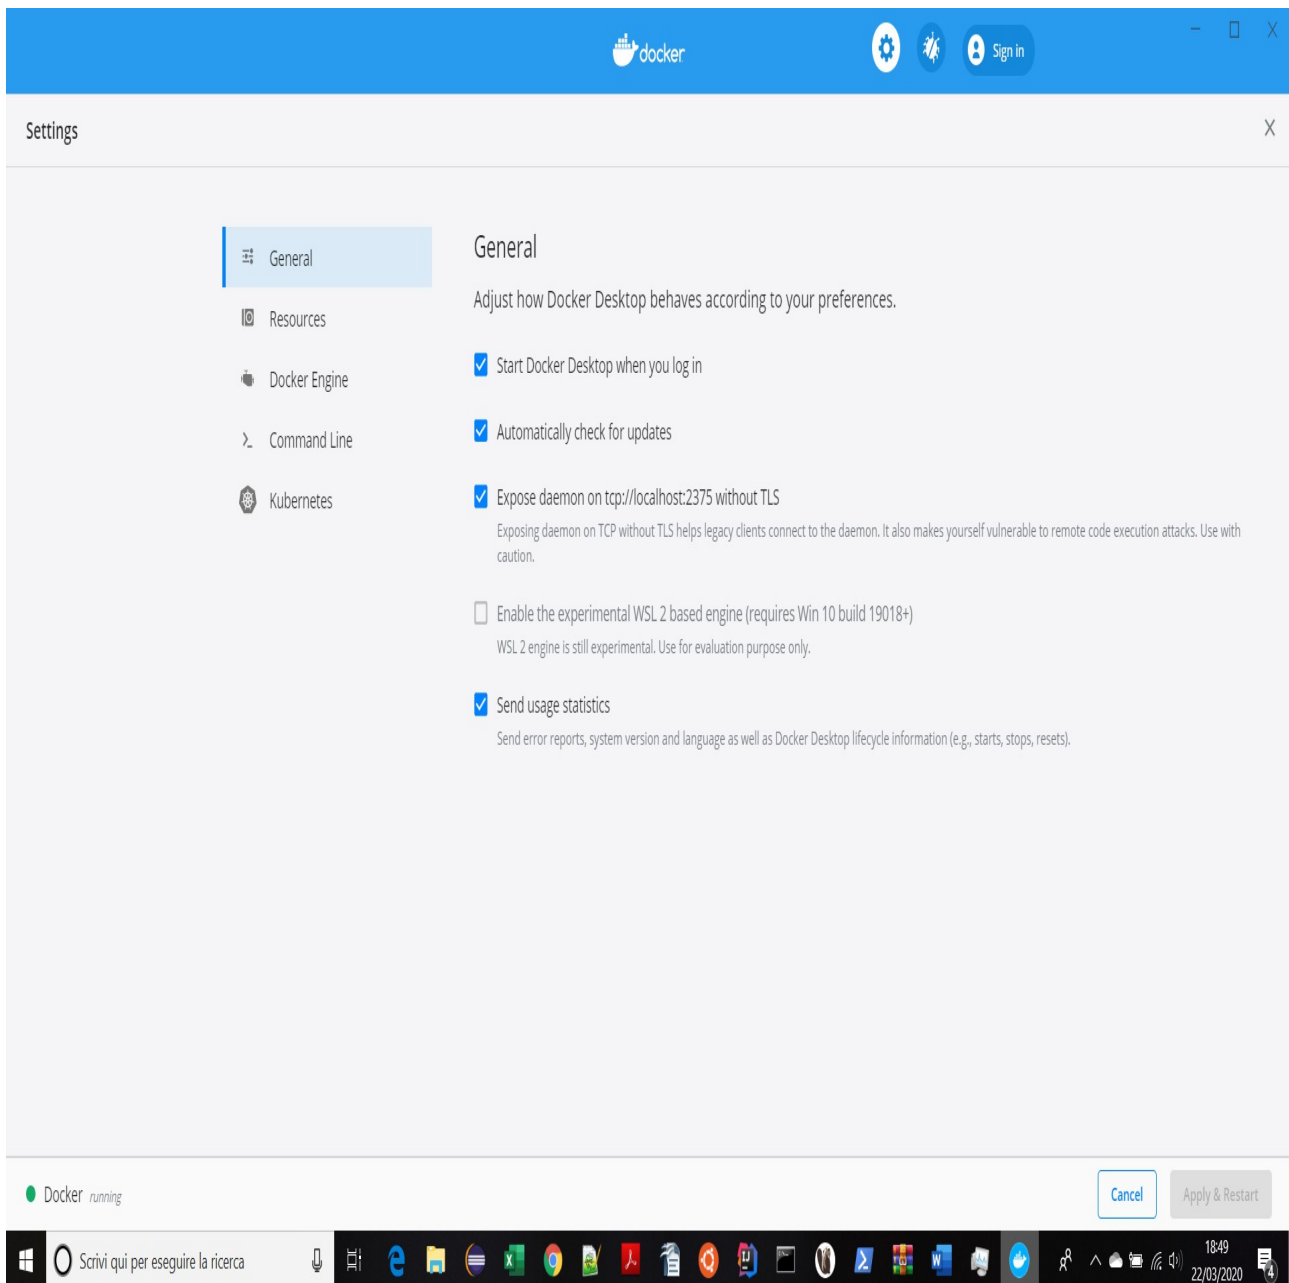 docker
Sign in
Settings
General
Resources
Docker Engine
Command Line
Kubernetes
General
Adjust how Docker Desktop behaves according to your preferences.
Start Docker Desktop when you log in
Automatically check for updates
Expose daemon on tcp://localhost:2375 without TLS
Exposing daemon on TCP without TLS helps legacy clients connect to the daemon. It also makes yourself vulnerable to remote code execution attacks. Use with
caution.
Enable the experimental WSL 2 based engine (requires Win 10 build 19018+)
WSL 2 engine is still experimental. Use for evaluation purpose only.
Send usage statistics
Send error reports, system version and language as well as Docker Desktop lifecycle information (e.g., starts, stops, resets).
Docker running
Cancel
Apply & Restart
Scrivi qui per eseguire la ricerca
18:49
22/03/2020
4